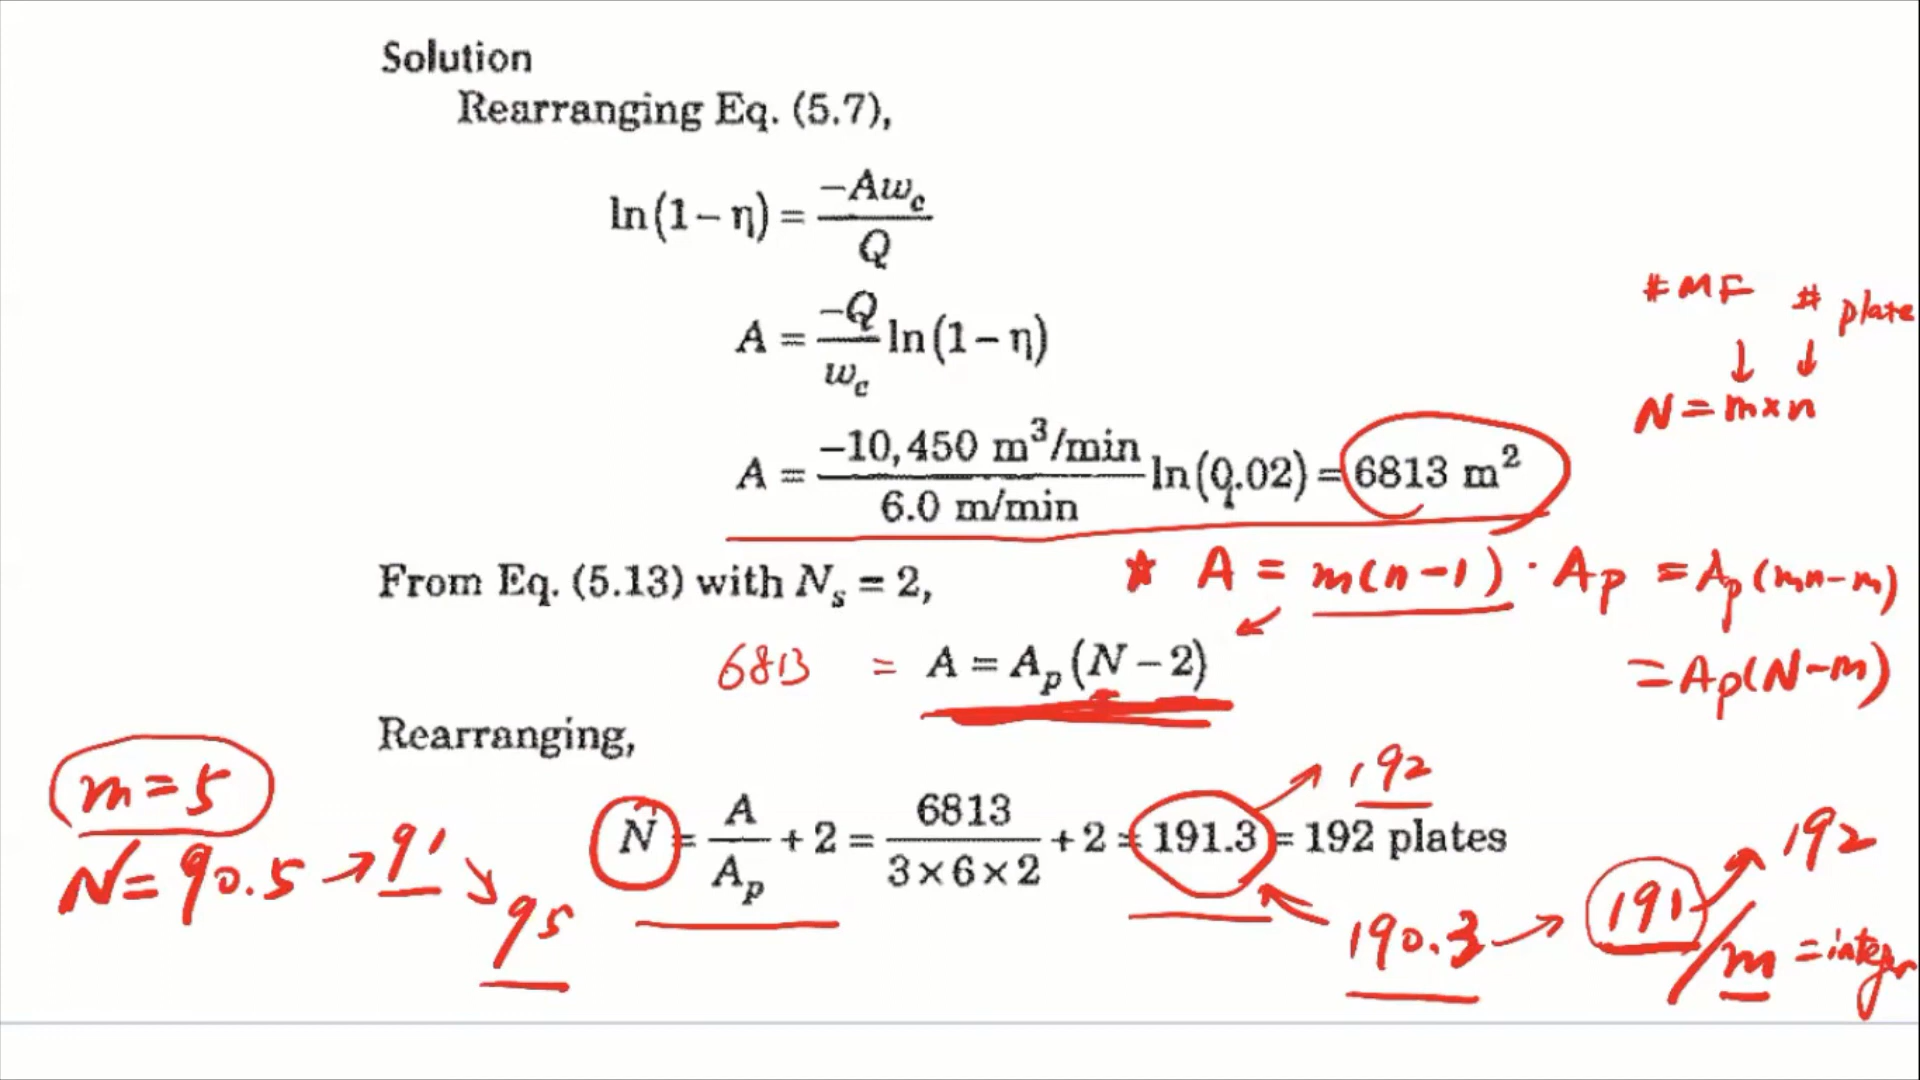 Solution
Rearranging Eq. (5.7),
ln(1 − η) = −Aw_c / Q
A = −Q / w_c ln(1 − η)
# MF # plate
↓ ↓
N = m × n
A = −10,450 m³/min / 6.0 m/min ln(0.02) = 6813 m²
From Eq. (5.13) with N_s = 2,
* A = m(n−1) · Ap = Ap(mn−m)
= Ap(N−m)
6813 = A = A_p(N − 2)
Rearranging,
192
N = A / A_p + 2 = 6813 / 3×6×2 + 2 = 191.3 = 192 plates
m = 5
N = 90.5 → 91
95
190.3 → 191 / m = integer
192